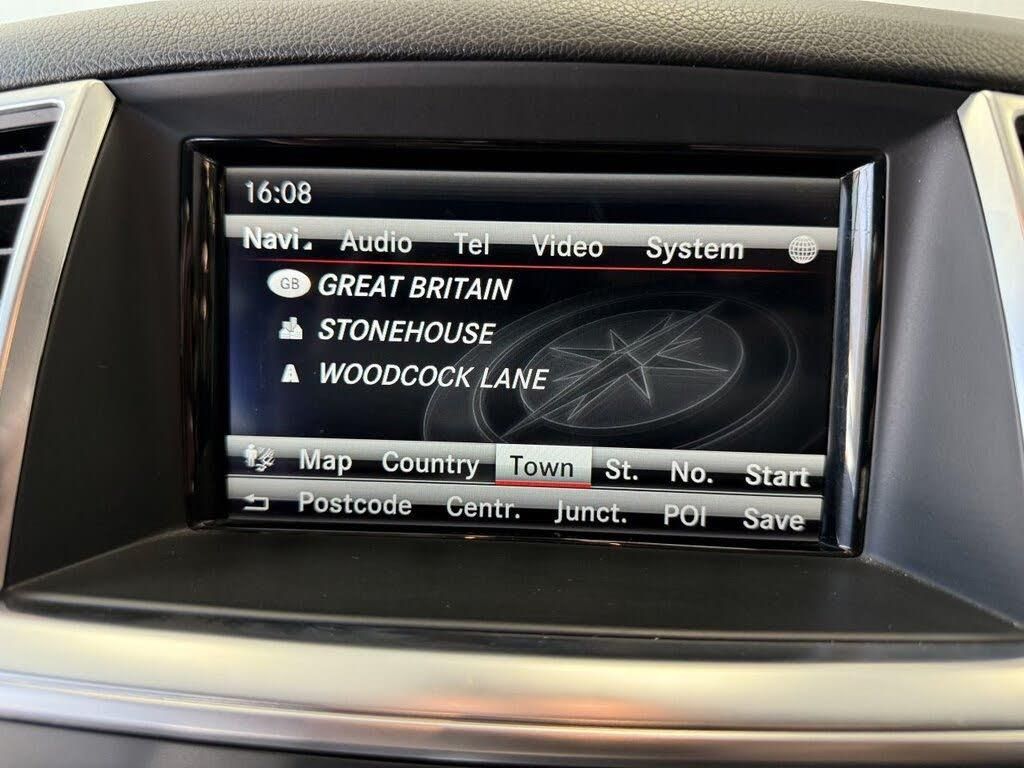 16:08
Navi Audio Tel Video System
GB GREAT BRITAIN
STONEHOUSE
WOODCOCK LANE
Map Country Town St. No. Start
Postcode Centr. Junct. POI Save